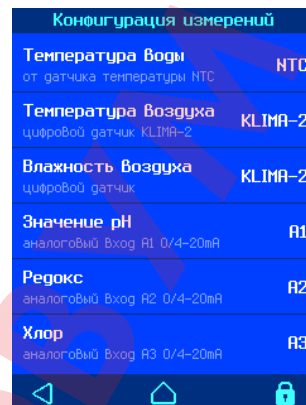 Конфигурация измерений
Температура воды NTC
от датчика температуры NTC
Температура воздуха KLIMA-2
цифровой датчик KLIMA-2
Влажность воздуха KLIMA-2
цифровой датчик
Значение pH A1
аналоговый вход A1 0/4-20mA
Редокс A2
аналоговый вход A2 0/4-20mA
Хлор A3
аналоговый вход A3 0/4-20mA